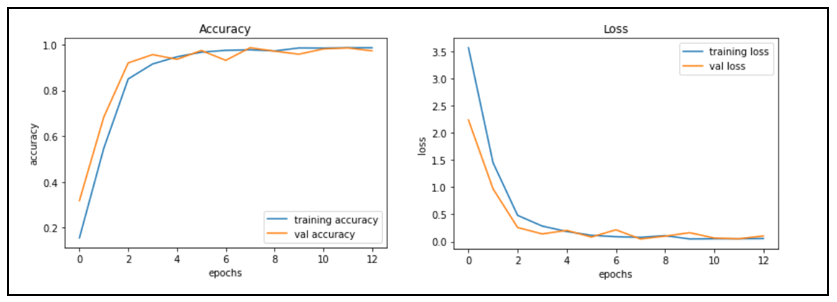 Accuracy
1.0
0.8
0.6
0.4
0.2
accuracy
training accuracy
val accuracy
0 2 4 6 8 10 12
epochs
Loss
3.5
3.0
2.5
2.0
1.5
1.0
0.5
0.0
loss
training loss
val loss
0 2 4 6 8 10 12
epochs